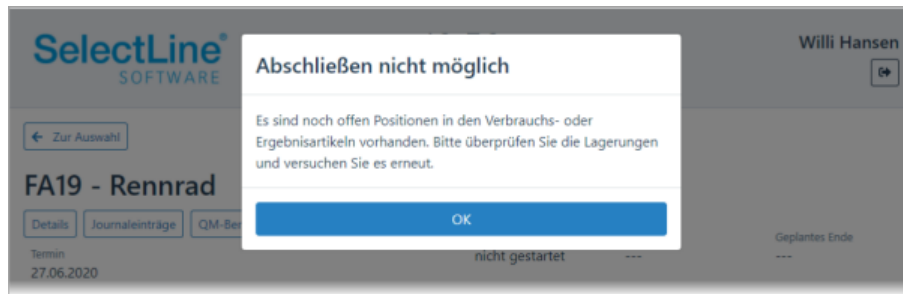 SelectLine®
SOFTWARE
Willi Hansen
Abschließen nicht möglich
Es sind noch offen Positionen in den Verbrauchs- oder
Ergebnisartikeln vorhanden. Bitte überprüfen Sie die Lagerungen
und versuchen Sie es erneut.
OK
← Zur Auswahl
FA19 - Rennrad
Details Journaleinträge
Termin
27.06.2020
nicht gestartet ---
Geplantes Ende
---